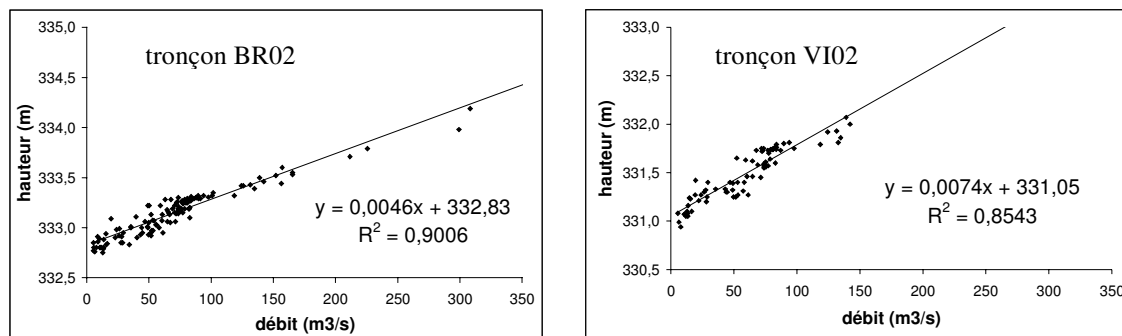 tronçon BR02
335,0
334,5
334,0
333,5
333,0
332,5
hauteur (m)
y = 0,0046x + 332,83
R² = 0,9006
0 50 100 150 200 250 300 350
débit (m3/s)
tronçon VI02
333,0
332,5
332,0
331,5
331,0
330,5
hauteur (m)
y = 0,0074x + 331,05
R² = 0,8543
0 50 100 150 200 250 300 350
débit (m3/s)